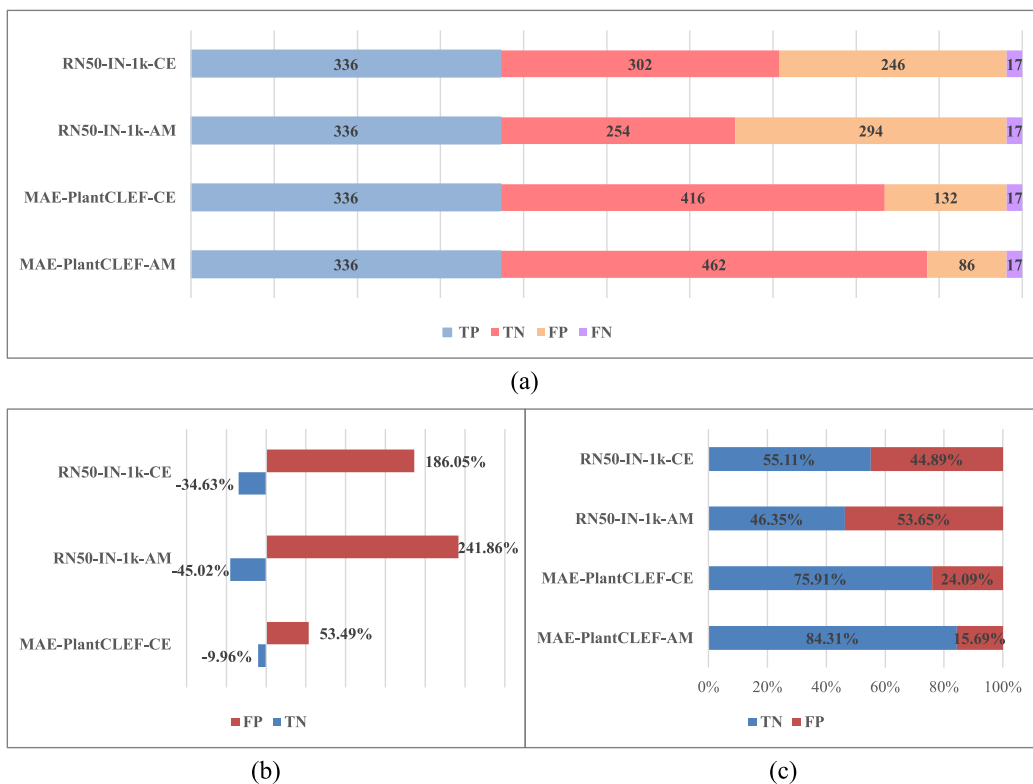 RN50-IN-1k-CE 336 302 246 17
RN50-IN-1k-AM 336 254 294 17
MAE-PlantCLEF-CE 336 416 132 17
MAE-PlantCLEF-AM 336 462 86 17
TP TN FP FN
(a)
RN50-IN-1k-CE 186.05%
-34.63%
RN50-IN-1k-AM 241.86%
-45.02%
MAE-PlantCLEF-CE 53.49%
-9.96%
FP TN
(b)
RN50-IN-1k-CE 55.11% 44.89%
RN50-IN-1k-AM 46.35% 53.65%
MAE-PlantCLEF-CE 75.91% 24.09%
MAE-PlantCLEF-AM 84.31% 15.69%
0% 20% 40% 60% 80% 100%
TN FP
(c)